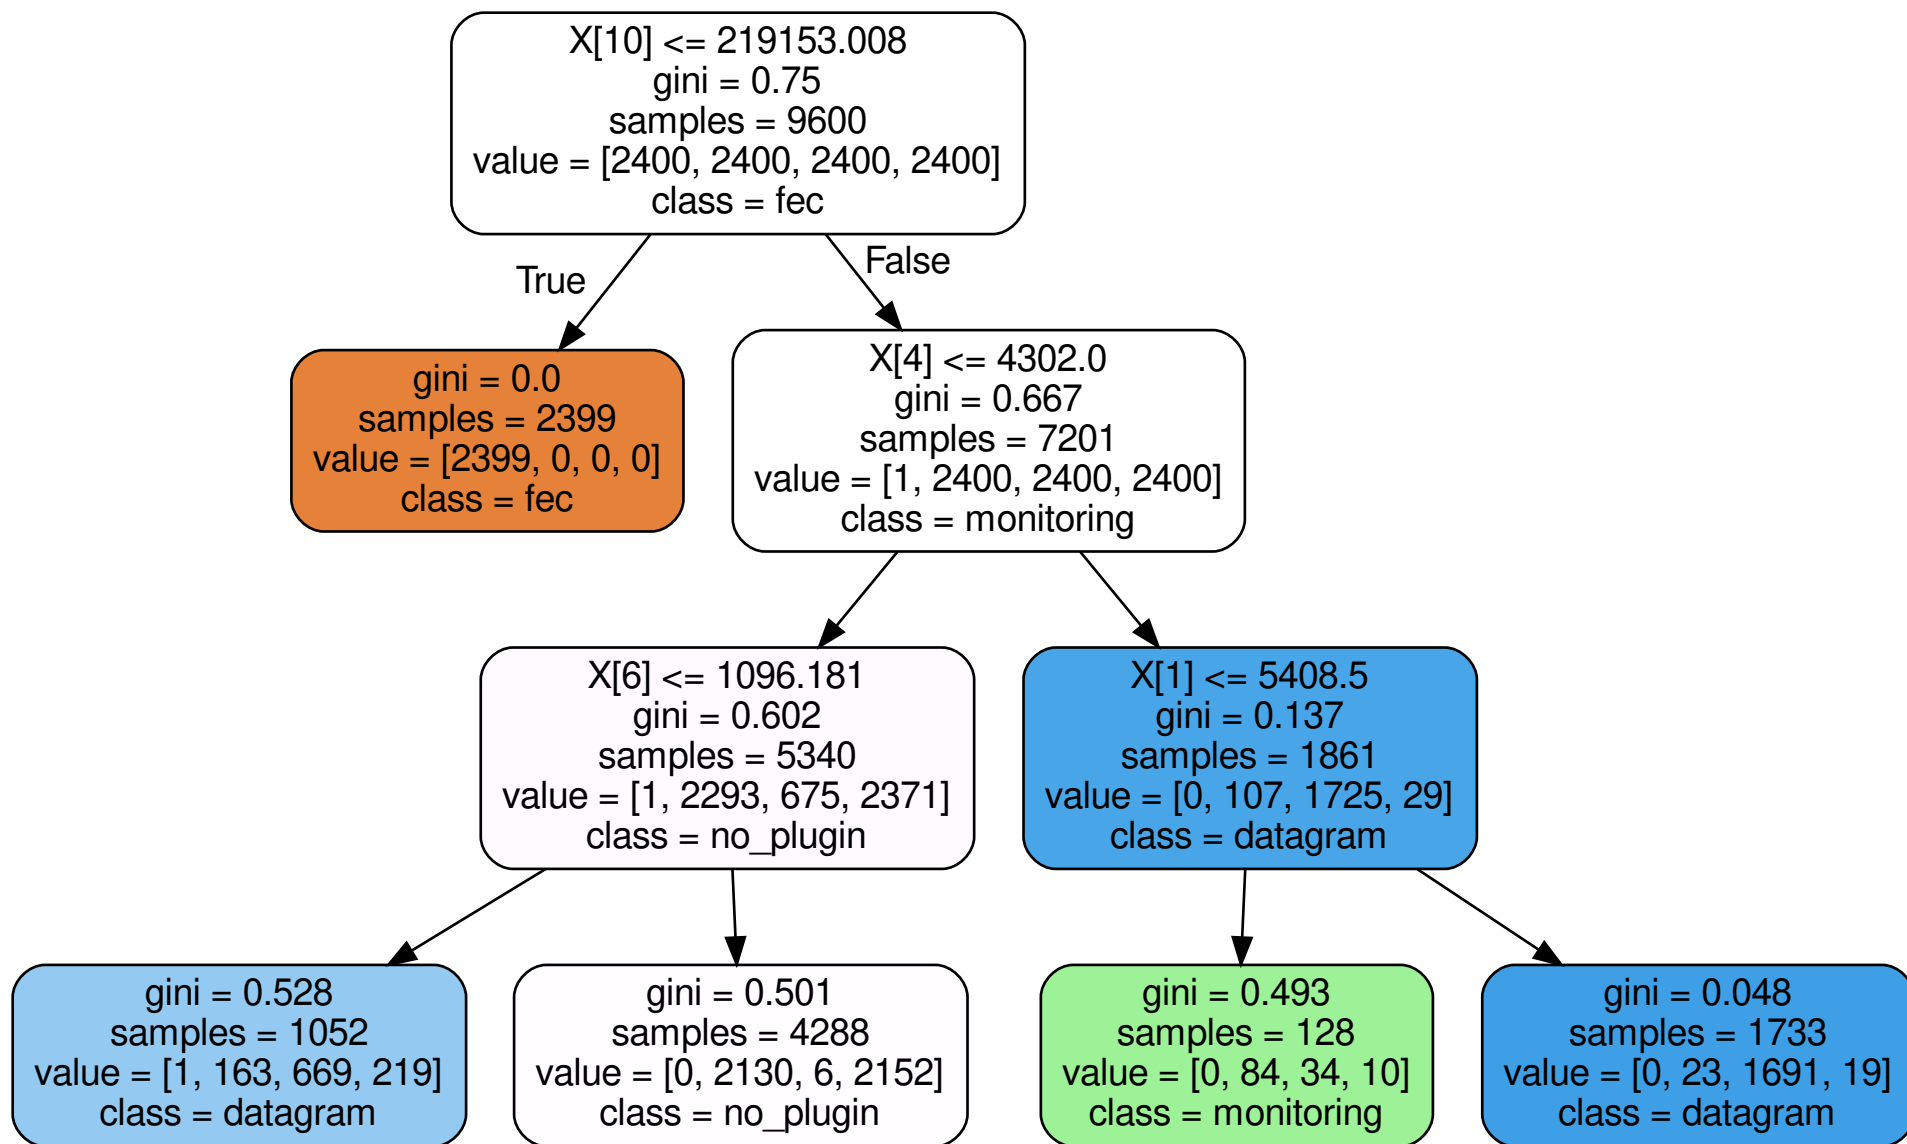 X[10] <= 219153.008
gini = 0.75
samples = 9600
value = [2400, 2400, 2400, 2400]
class = fec
True
False
gini = 0.0
samples = 2399
value = [2399, 0, 0, 0]
class = fec
X[4] <= 4302.0
gini = 0.667
samples = 7201
value = [1, 2400, 2400, 2400]
class = monitoring
X[6] <= 1096.181
gini = 0.602
samples = 5340
value = [1, 2293, 675, 2371]
class = no_plugin
X[1] <= 5408.5
gini = 0.137
samples = 1861
value = [0, 107, 1725, 29]
class = datagram
gini = 0.528
samples = 1052
value = [1, 163, 669, 219]
class = datagram
gini = 0.501
samples = 4288
value = [0, 2130, 6, 2152]
class = no_plugin
gini = 0.493
samples = 128
value = [0, 84, 34, 10]
class = monitoring
gini = 0.048
samples = 1733
value = [0, 23, 1691, 19]
class = datagram